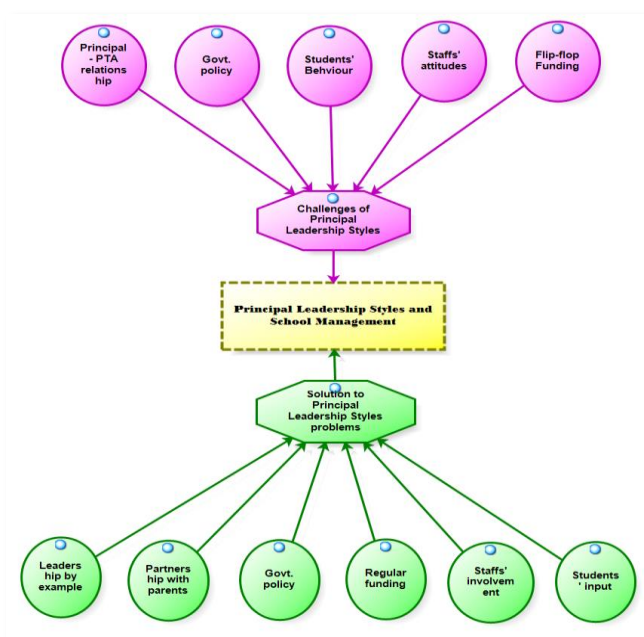 Principal
- PTA
relations
hip
Govt.
policy
Students'
Behviour
Staffs'
attitudes
Flip-flop
Funding
Challenges of
Principal
Leadership Styles
Principal Leadership Styles and
School Management
Solution to
Principal
Leadership Styles
problems
Leaders
hip by
example
Partners
hip with
parents
Govt.
policy
Regular
funding
Staffs'
involvem
ent
Students
' input